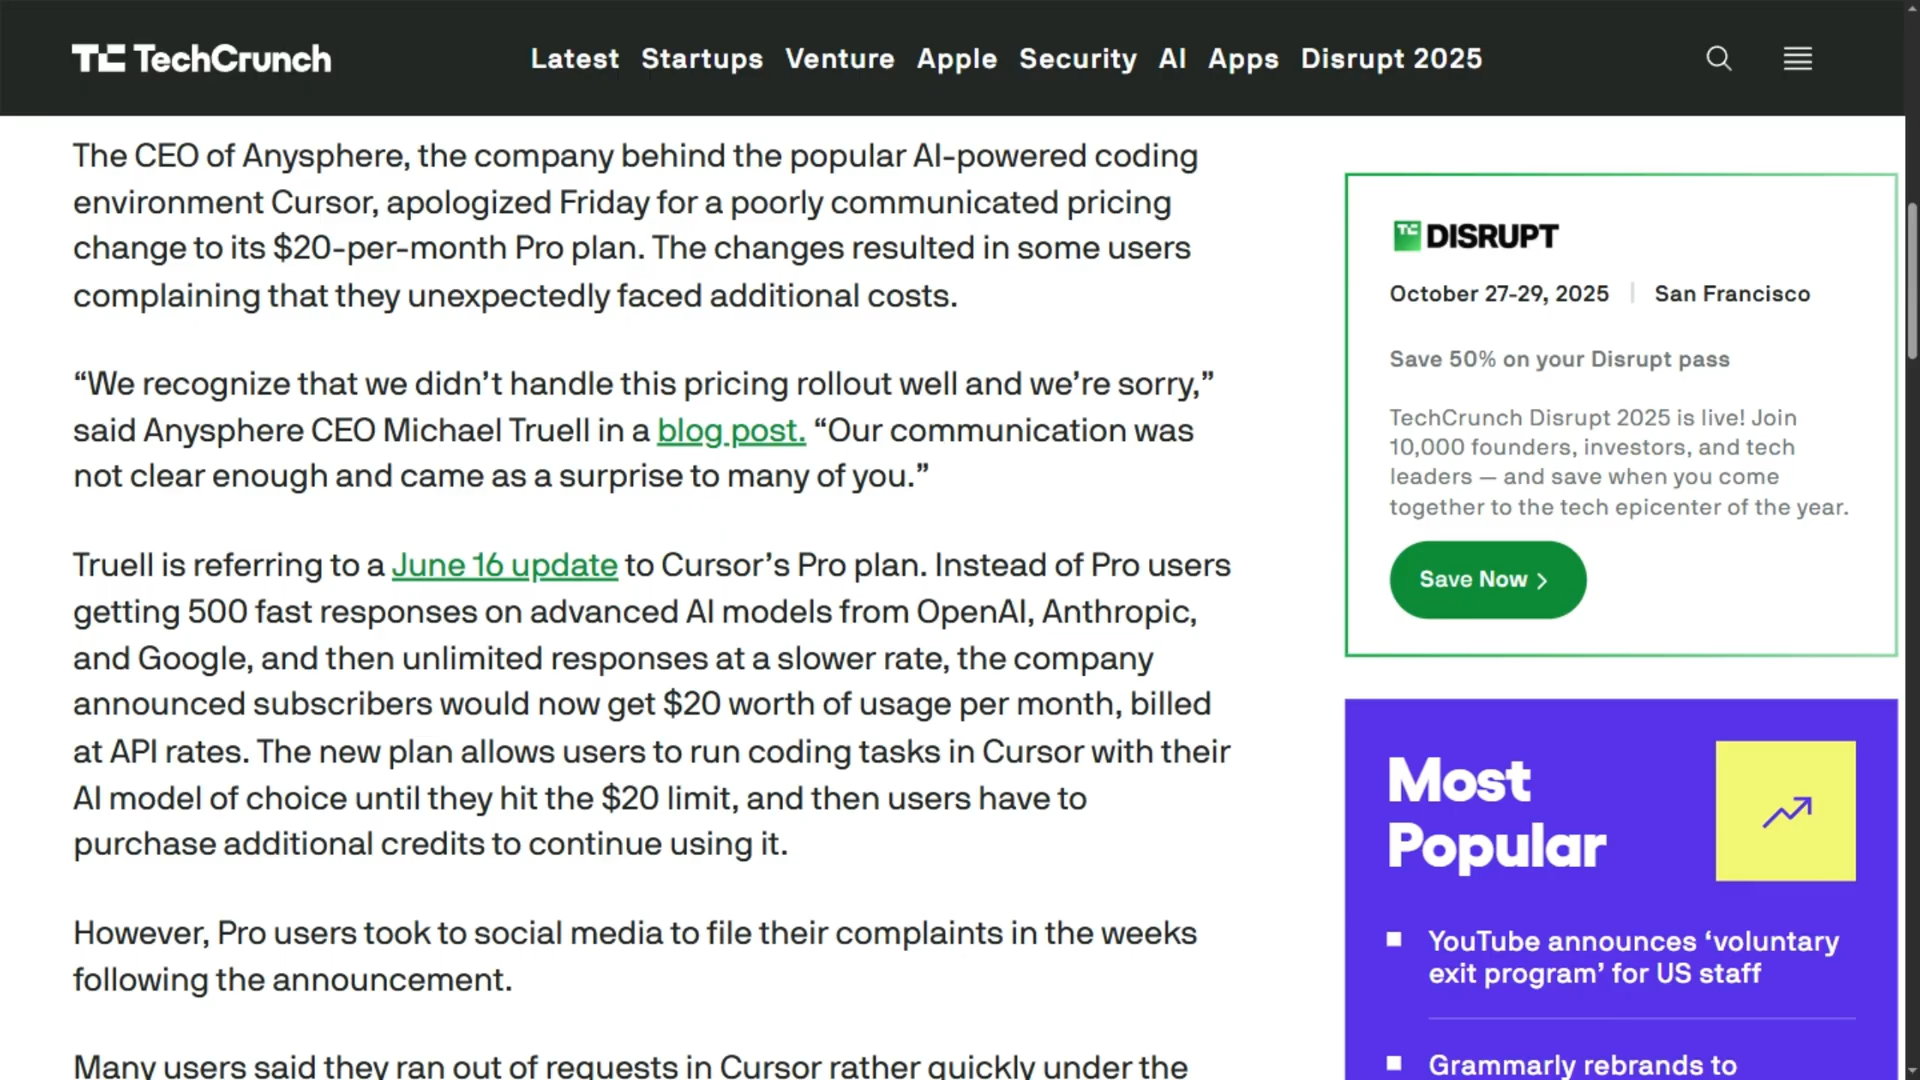 TechCrunch
Latest Startups Venture Apple Security AI Apps Disrupt 2025
The CEO of Anysphere, the company behind the popular AI-powered coding
environment Cursor, apologized Friday for a poorly communicated pricing
change to its $20-per-month Pro plan. The changes resulted in some users
complaining that they unexpectedly faced additional costs.
“We recognize that we didn’t handle this pricing rollout well and we’re sorry,”
said Anysphere CEO Michael Truell in a blog post. “Our communication was
not clear enough and came as a surprise to many of you.”
Truell is referring to a June 16 update to Cursor’s Pro plan. Instead of Pro users
getting 500 fast responses on advanced AI models from OpenAI, Anthropic,
and Google, and then unlimited responses at a slower rate, the company
announced subscribers would now get $20 worth of usage per month, billed
at API rates. The new plan allows users to run coding tasks in Cursor with their
AI model of choice until they hit the $20 limit, and then users have to
purchase additional credits to continue using it.
However, Pro users took to social media to file their complaints in the weeks
following the announcement.
Many users said they ran out of requests in Cursor rather quickly under the
TC DISRUPT
October 27-29, 2025 | San Francisco
Save 50% on your Disrupt pass
TechCrunch Disrupt 2025 is live! Join
10,000 founders, investors, and tech
leaders — and save when you come
together to the tech epicenter of the year.
Save Now
Most
Popular
YouTube announces ‘voluntary
exit program’ for US staff
Grammarly rebrands to